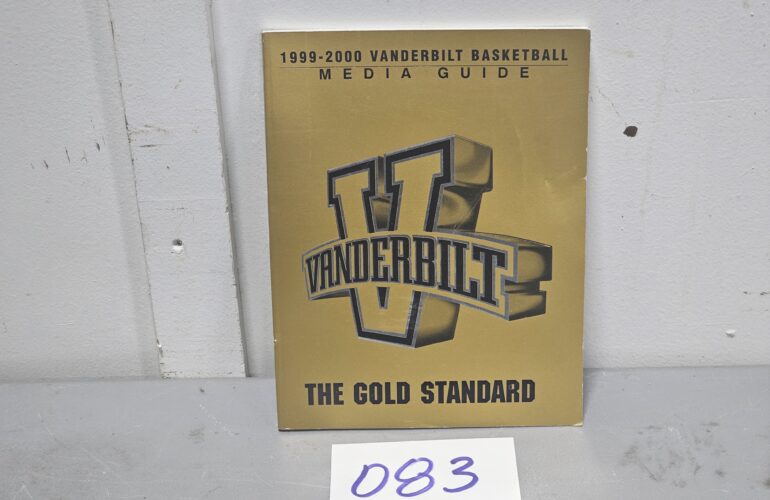 1999-2000 VANDERBILT BASKETBALL
MEDIA GUIDE
V
VANDERBILT
THE GOLD STANDARD
083